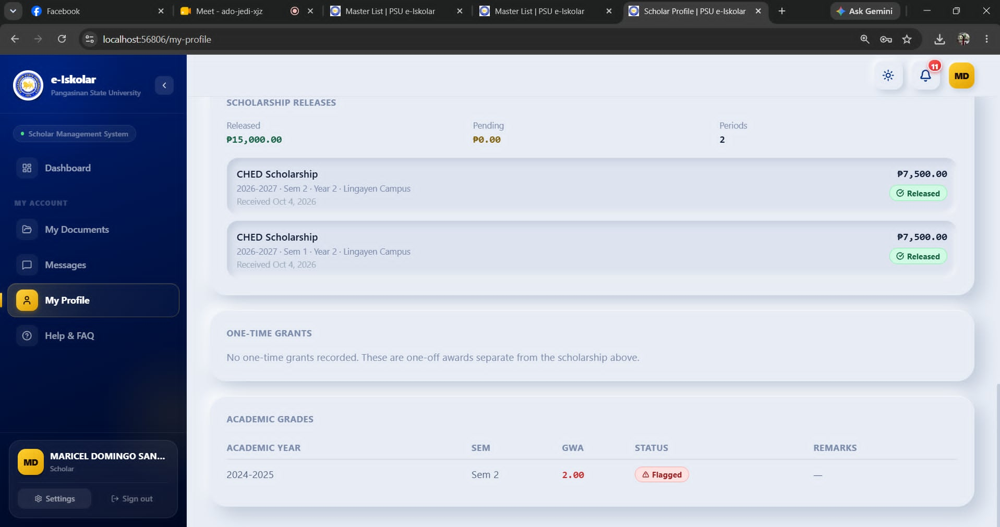 Facebook
Meet - ado-jedi-xjz
Master List | PSU e-Iskolar
Master List | PSU e-Iskolar
Scholar Profile | PSU e-Iskolar
Ask Gemini
localhost:56806/my-profile
e-Iskolar
Pangasinan State University
Scholar Management System
Dashboard
MY ACCOUNT
My Documents
Messages
My Profile
Help & FAQ
MD
MARICEL DOMINGO SAN...
Scholar
Settings
Sign out
11
MD
SCHOLARSHIP RELEASES
Released
₱15,000.00
Pending
₱0.00
Periods
2
CHED Scholarship
2026-2027 · Sem 2 · Year 2 · Lingayen Campus
Received Oct 4, 2026
₱7,500.00
Released
CHED Scholarship
2026-2027 · Sem 1 · Year 2 · Lingayen Campus
Received Oct 4, 2026
₱7,500.00
Released
ONE-TIME GRANTS
No one-time grants recorded. These are one-off awards separate from the scholarship above.
ACADEMIC GRADES
ACADEMIC YEAR SEM GWA STATUS REMARKS
2024-2025 Sem 2 2.00 Flagged —